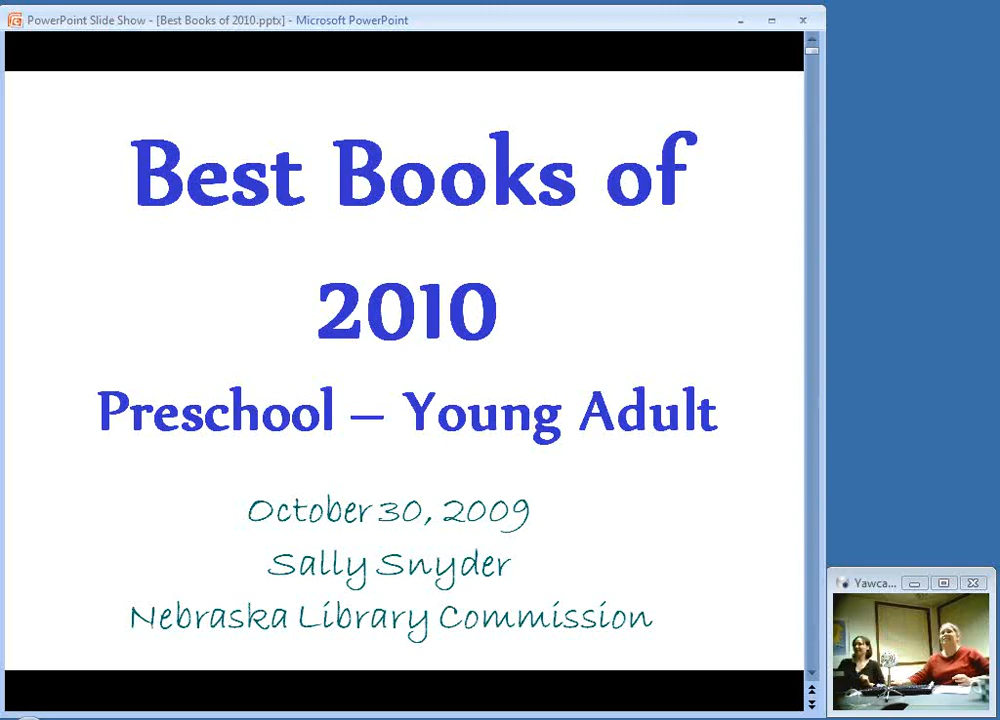 PowerPoint Slide Show - [Best Books of 2010.pptx] - Microsoft PowerPoint
Best Books of
2010
Preschool – Young Adult
October 30, 2009
Sally Snyder
Nebraska Library Commission
Yawca...